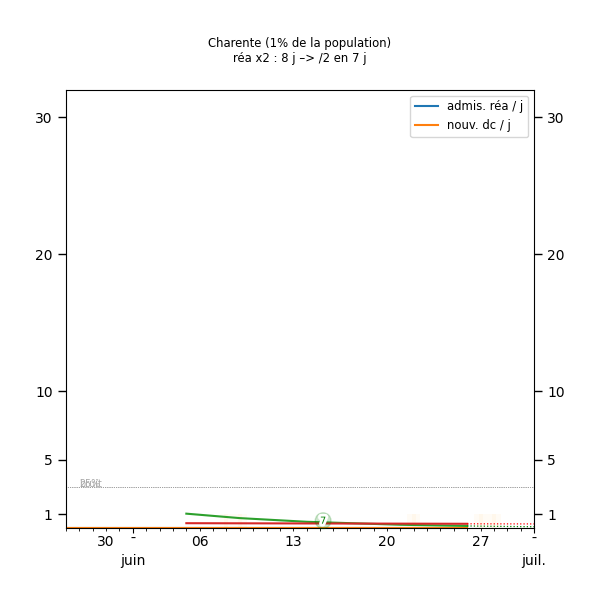 Charente (1% de la population)
réa x2 : 8 j –> /2 en 7 j
admis. réa / j
nouv. dc / j
30 30
20 20
10 10
5 5
1 1
7
30 - 06 13 20 27 -
juin juil.